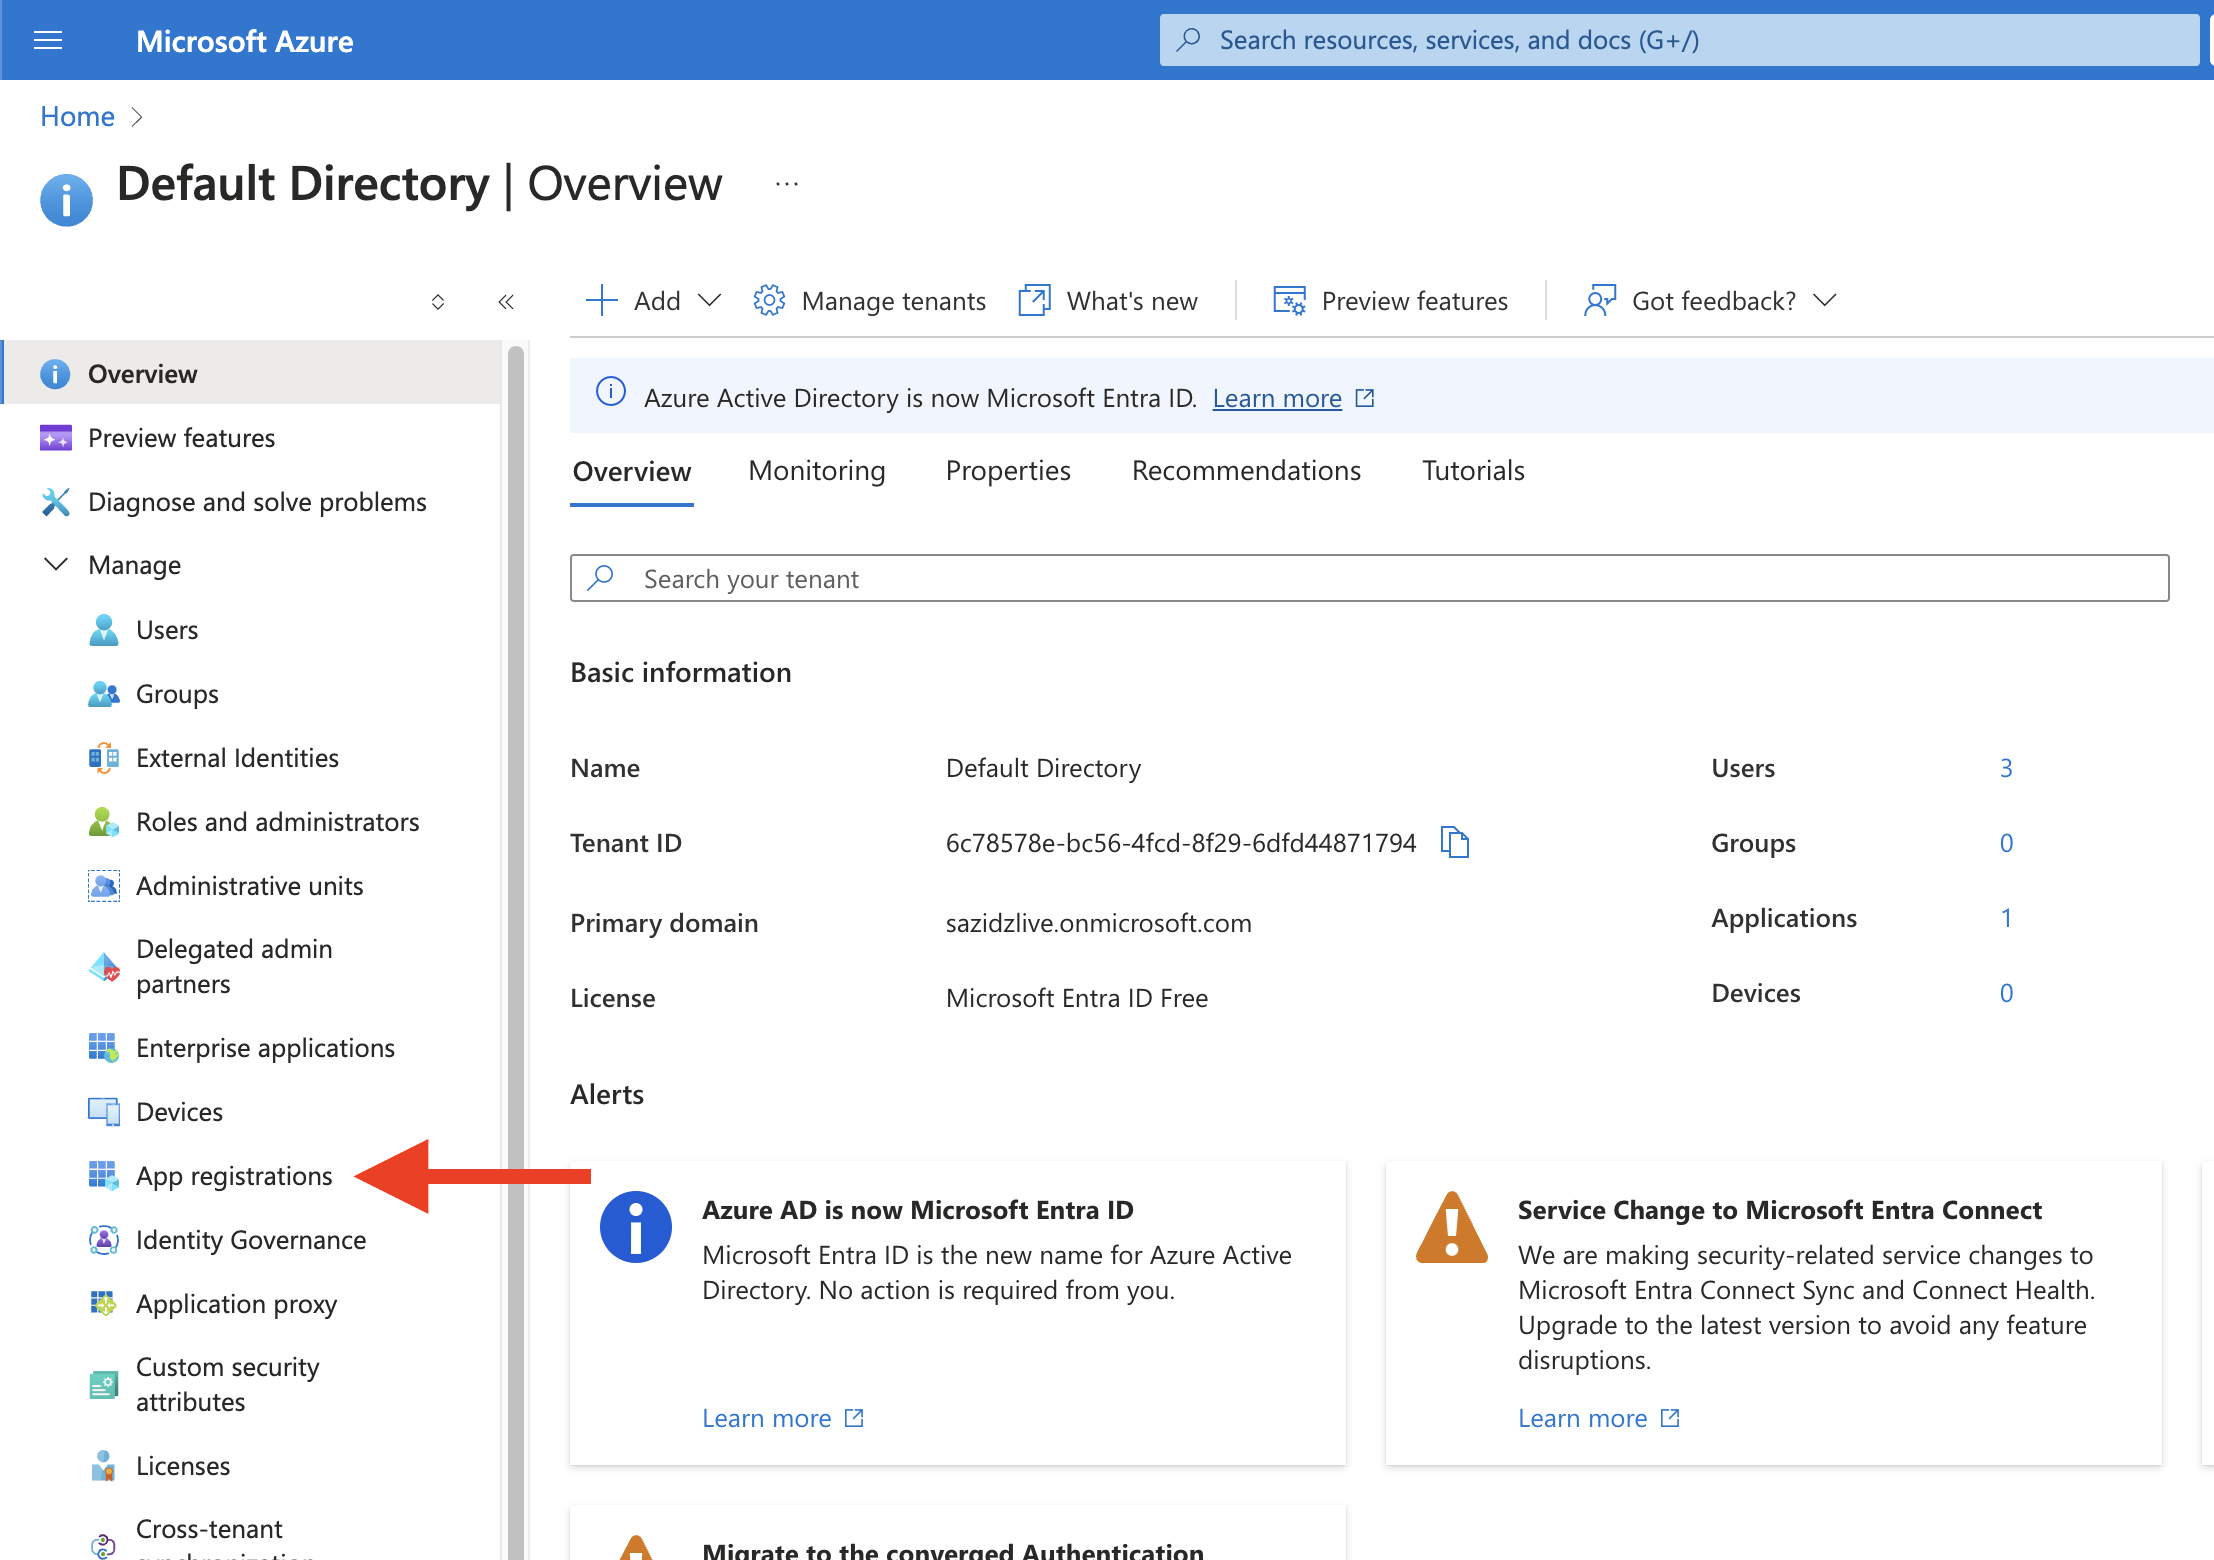 Microsoft Azure
Search resources, services, and docs (G+/)
Home
Default Directory | Overview
Add
Manage tenants
What's new
Preview features
Got feedback?
Overview
Preview features
Diagnose and solve problems
Manage
Users
Groups
External Identities
Roles and administrators
Administrative units
Delegated admin
partners
Enterprise applications
Devices
App registrations
Identity Governance
Application proxy
Custom security
attributes
Licenses
Cross-tenant
synchronization
Azure Active Directory is now Microsoft Entra ID. Learn more
Overview
Monitoring
Properties
Recommendations
Tutorials
Search your tenant
Basic information
Name
Default Directory
Users
3
Tenant ID
6c78578e-bc56-4fcd-8f29-6dfd44871794
Groups
0
Primary domain
sazidzlive.onmicrosoft.com
Applications
1
License
Microsoft Entra ID Free
Devices
0
Alerts
Azure AD is now Microsoft Entra ID
Microsoft Entra ID is the new name for Azure Active
Directory. No action is required from you.
Learn more
Service Change to Microsoft Entra Connect
We are making security-related service changes to
Microsoft Entra Connect Sync and Connect Health.
Upgrade to the latest version to avoid any feature
disruptions.
Learn more
Migrate to the converged Authentication